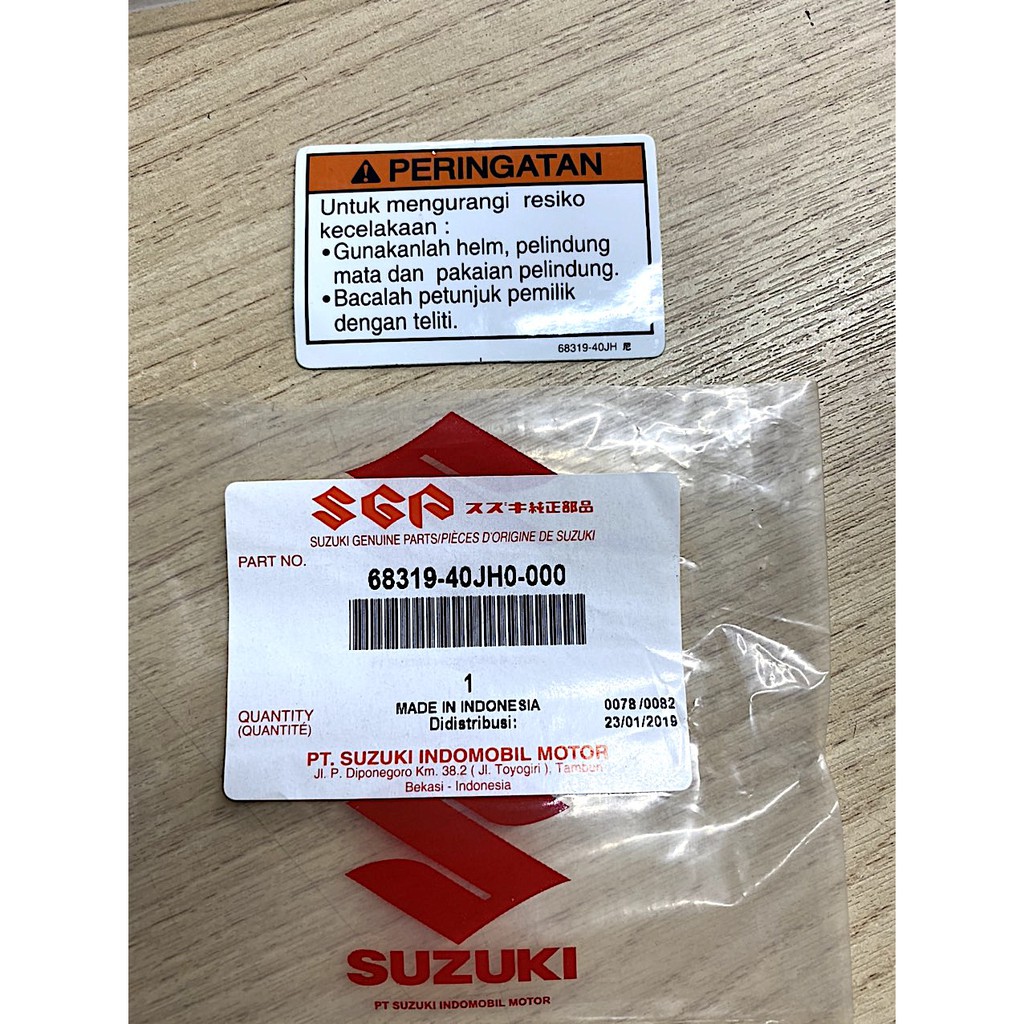 PERINGATAN
Untuk mengurangi resiko
kecelakaan :
•Gunakanlah helm, pelindung
mata dan pakaian pelindung.
•Bacalah petunjuk pemilik
dengan teliti.
68319-40JH 尼
SGP スズキ純正部品
SUZUKI GENUINE PARTS/PIÈCES D'ORIGINE DE SUZUKI
PART NO.
68319-40JH0-000
1
MADE IN INDONESIA 0078/0082
QUANTITY Didistribusi: 23/01/2019
(QUANTITÉ)
PT. SUZUKI INDOMOBIL MOTOR
Jl. P. Diponegoro Km. 38.2 ( Jl. Toyogiri ), Tambun
Bekasi - Indonesia
SUZUKI
PT SUZUKI INDOMOBIL MOTOR